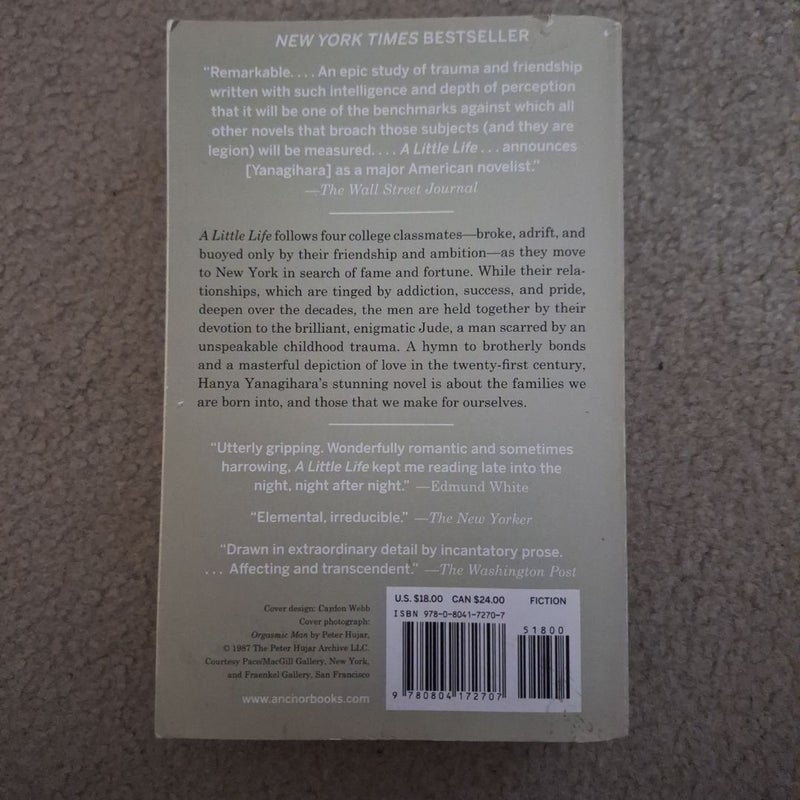 NEW YORK TIMES BESTSELLER
“Remarkable. . . . An epic study of trauma and friendship
written with such intelligence and depth of perception
that it will be one of the benchmarks against which all
other novels that broach those subjects (and they are
legion) will be measured. . . . A Little Life . . . announces
[Yanagihara] as a major American novelist.”
—The Wall Street Journal
A Little Life follows four college classmates—broke, adrift, and
buoyed only by their friendship and ambition—as they move
to New York in search of fame and fortune. While their rela-
tionships, which are tinged by addiction, success, and pride,
deepen over the decades, the men are held together by their
devotion to the brilliant, enigmatic Jude, a man scarred by an
unspeakable childhood trauma. A hymn to brotherly bonds
and a masterful depiction of love in the twenty-first century,
Hanya Yanagihara’s stunning novel is about the families we
are born into, and those that we make for ourselves.
“Utterly gripping. Wonderfully romantic and sometimes
harrowing, A Little Life kept me reading late into the
night, night after night.” —Edmund White
“Elemental, irreducible.” —The New Yorker
“Drawn in extraordinary detail by incantatory prose.
. . . Affecting and transcendent.” —The Washington Post
Cover design: Cardon Webb
Cover photograph:
Orgasmic Man by Peter Hujar,
© 1987 The Peter Hujar Archive LLC.
Courtesy Pace/MacGill Gallery, New York,
and Fraenkel Gallery, San Francisco
www.anchorbooks.com
U.S. $18.00 CAN $24.00 FICTION
ISBN 978-0-8041-7270-7
51800
9 780804 172707